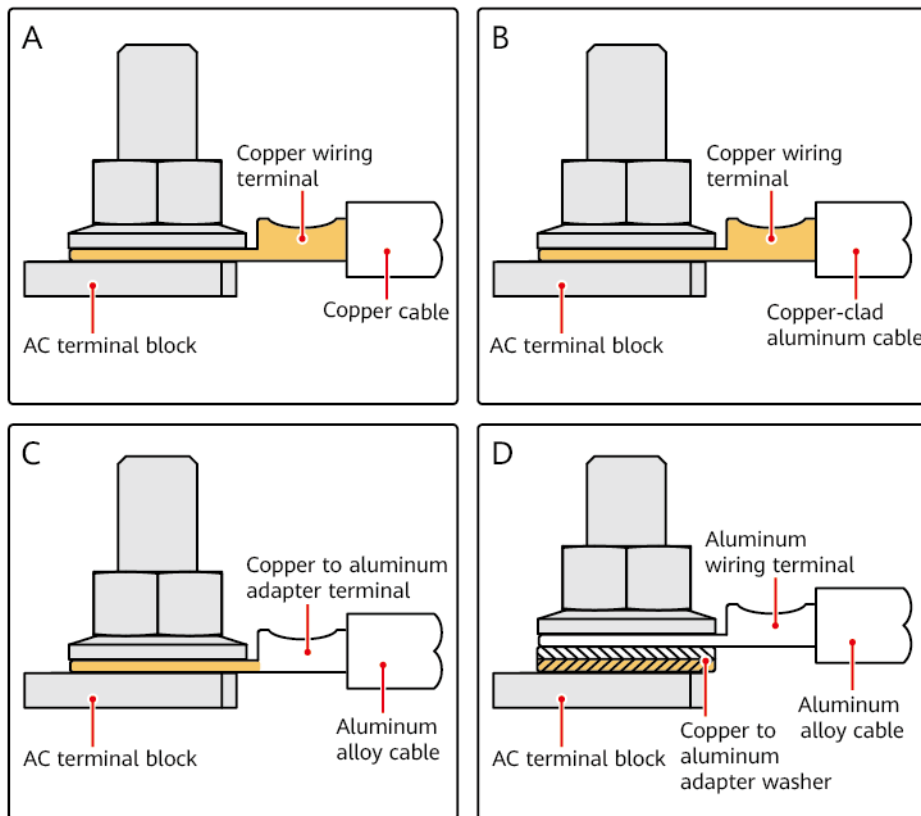 A
Copper wiring
terminal
Copper cable
AC terminal block
B
Copper wiring
terminal
Copper-clad
aluminum cable
AC terminal block
C
Copper to aluminum
adapter terminal
Aluminum
alloy cable
AC terminal block
D
Aluminum
wiring terminal
Aluminum
alloy cable
Copper to
aluminum
adapter washer
AC terminal block